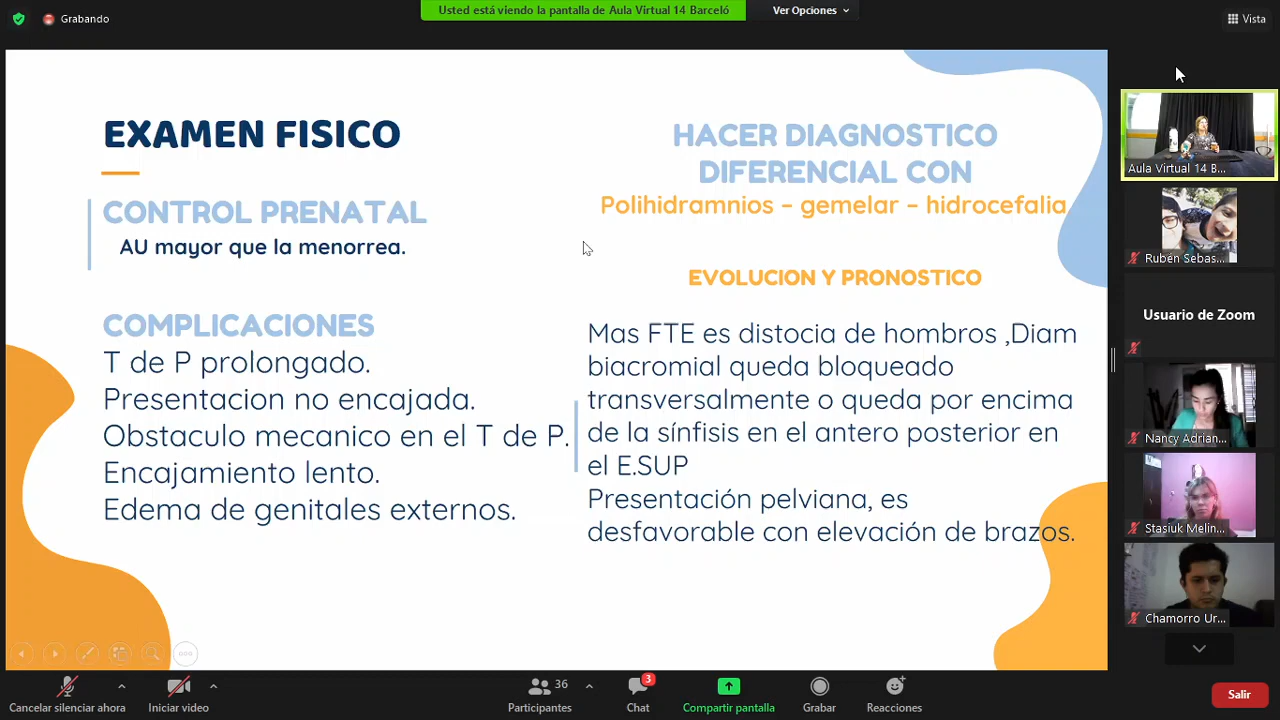 Grabando
Usted está viendo la pantalla de Aula Virtual 14 Barceló
Ver Opciones
Vista
EXAMEN FISICO
CONTROL PRENATAL
AU mayor que la menorrea.
COMPLICACIONES
T de P prolongado.
Presentacion no encajada.
Obstaculo mecanico en el T de P.
Encajamiento lento.
Edema de genitales externos.
HACER DIAGNOSTICO
DIFERENCIAL CON
Polihidramnios – gemelar – hidrocefalia
EVOLUCION Y PRONOSTICO
Mas FTE es distocia de hombros ,Diam
biacromial queda bloqueado
transversalmente o queda por encima
de la sínfisis en el antero posterior en
el E.SUP
Presentación pelviana, es
desfavorable con elevación de brazos.
Aula Virtual 14 B...
Rubén Sebas...
Usuario de Zoom
Nancy Adrian...
Stasiuk Melin...
Chamorro Ur...
Cancelar silenciar ahora
Iniciar video
36
Participantes
3
Chat
Compartir pantalla
Grabar
Reacciones
Salir